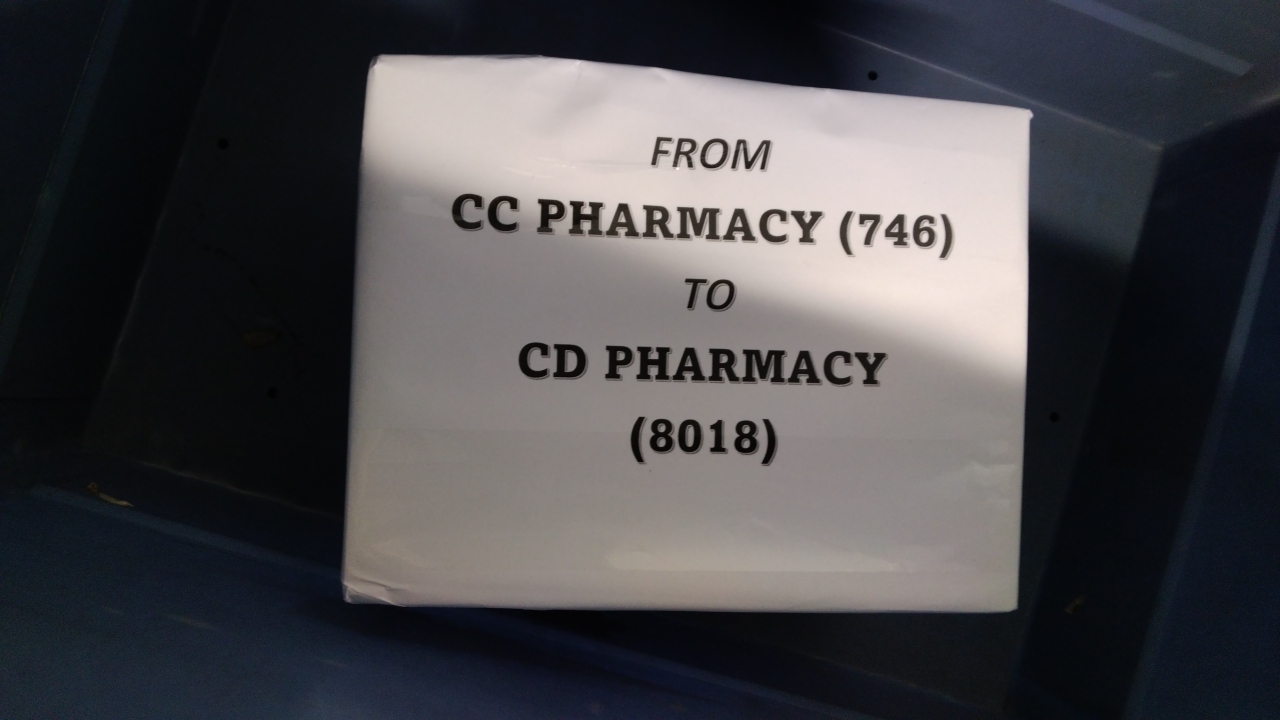 FROM
CC PHARMACY (746)
TO
CD PHARMACY
(8018)